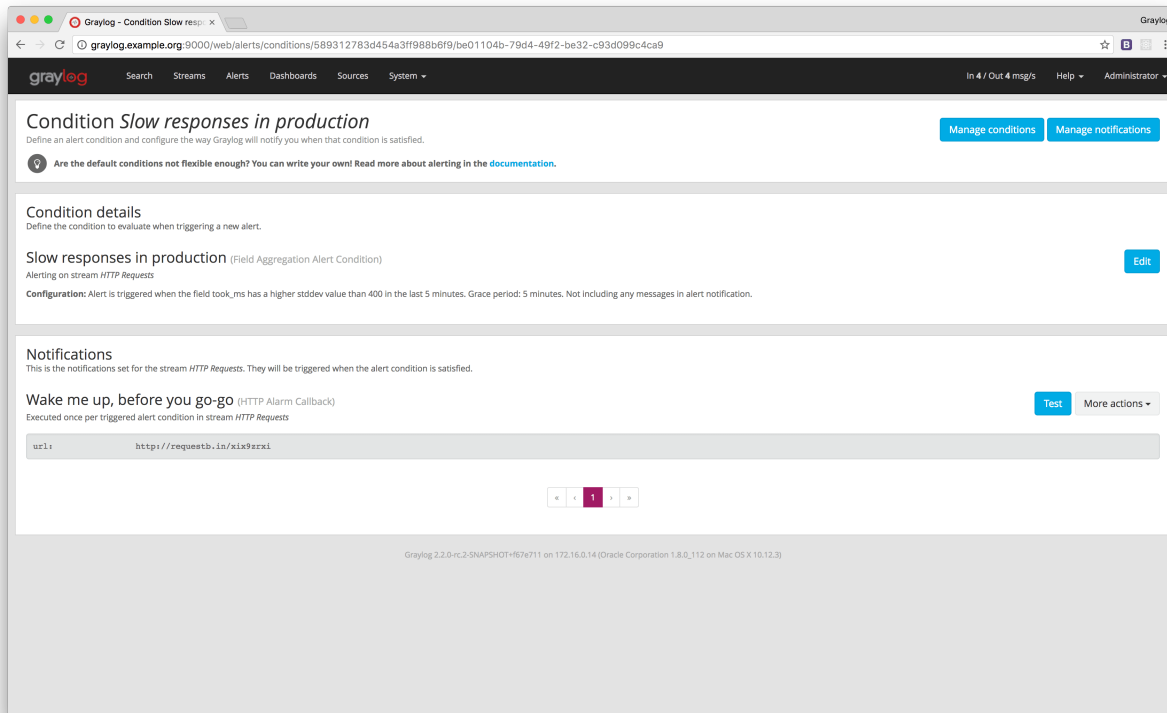 Graylog - Condition Slow resp
Graylog
graylog.example.org:9000/web/alerts/conditions/589312783d454a3ff988b6f9/be01104b-79d4-49f2-be32-c93d099c4ca9
graylog Search Streams Alerts Dashboards Sources System In 4 / Out 4 msg/s Help Administrator
Condition Slow responses in production
Manage conditions Manage notifications
Define an alert condition and configure the way Graylog will notify you when that condition is satisfied.
Are the default conditions not flexible enough? You can write your own! Read more about alerting in the documentation.
Condition details
Define the condition to evaluate when triggering a new alert.
Slow responses in production (Field Aggregation Alert Condition)
Edit
Alerting on stream HTTP Requests
Configuration: Alert is triggered when the field took_ms has a higher stddev value than 400 in the last 5 minutes. Grace period: 5 minutes. Not including any messages in alert notification.
Notifications
This is the notifications set for the stream HTTP Requests. They will be triggered when the alert condition is satisfied.
Wake me up, before you go-go (HTTP Alarm Callback)
Test More actions
Executed once per triggered alert condition in stream HTTP Requests
url: http://requestb.in/xix9zrxi
« ‹ 1 › »
Graylog 2.2.0-rc.2-SNAPSHOT+f67e711 on 172.16.0.14 (Oracle Corporation 1.8.0_112 on Mac OS X 10.12.3)